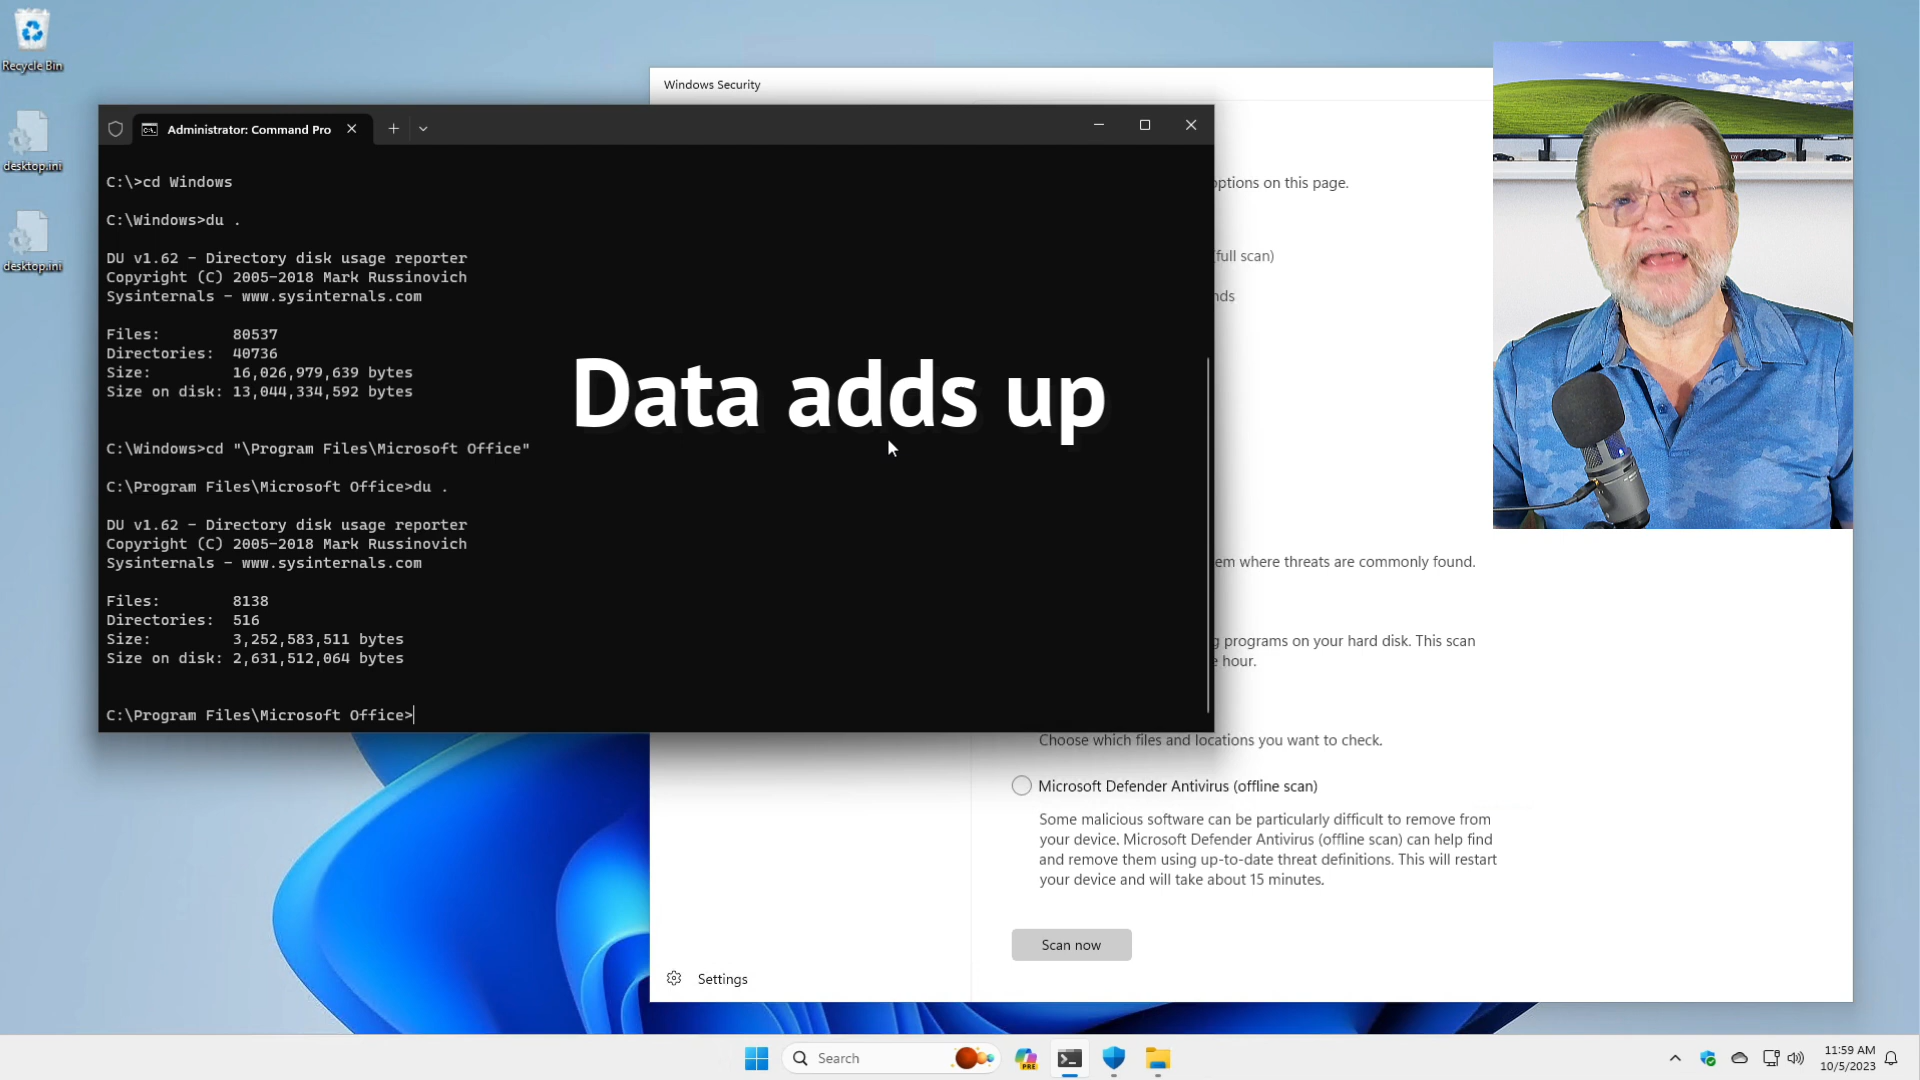 Recycle Bin
desktop.ini
desktop.ini
Windows Security
Administrator: Command Pro
C:\>cd Windows
C:\Windows>du .
DU v1.62 - Directory disk usage reporter
Copyright (C) 2005-2018 Mark Russinovich
Sysinternals - www.sysinternals.com
Files: 80537
Directories: 40736
Size: 16,026,979,639 bytes
Size on disk: 13,044,334,592 bytes
C:\Windows>cd "\Program Files\Microsoft Office"
C:\Program Files\Microsoft Office>du .
DU v1.62 - Directory disk usage reporter
Copyright (C) 2005-2018 Mark Russinovich
Sysinternals - www.sysinternals.com
Files: 8138
Directories: 516
Size: 3,252,583,511 bytes
Size on disk: 2,631,512,064 bytes
C:\Program Files\Microsoft Office>
Data adds up
options on this page.
(full scan)
nds
em where threats are commonly found.
g programs on your hard disk. This scan
e hour.
Choose which files and locations you want to check.
Microsoft Defender Antivirus (offline scan)
Some malicious software can be particularly difficult to remove from
your device. Microsoft Defender Antivirus (offline scan) can help find
and remove them using up-to-date threat definitions. This will restart
your device and will take about 15 minutes.
Scan now
Settings
Search
PRE
11:59 AM
10/5/2023